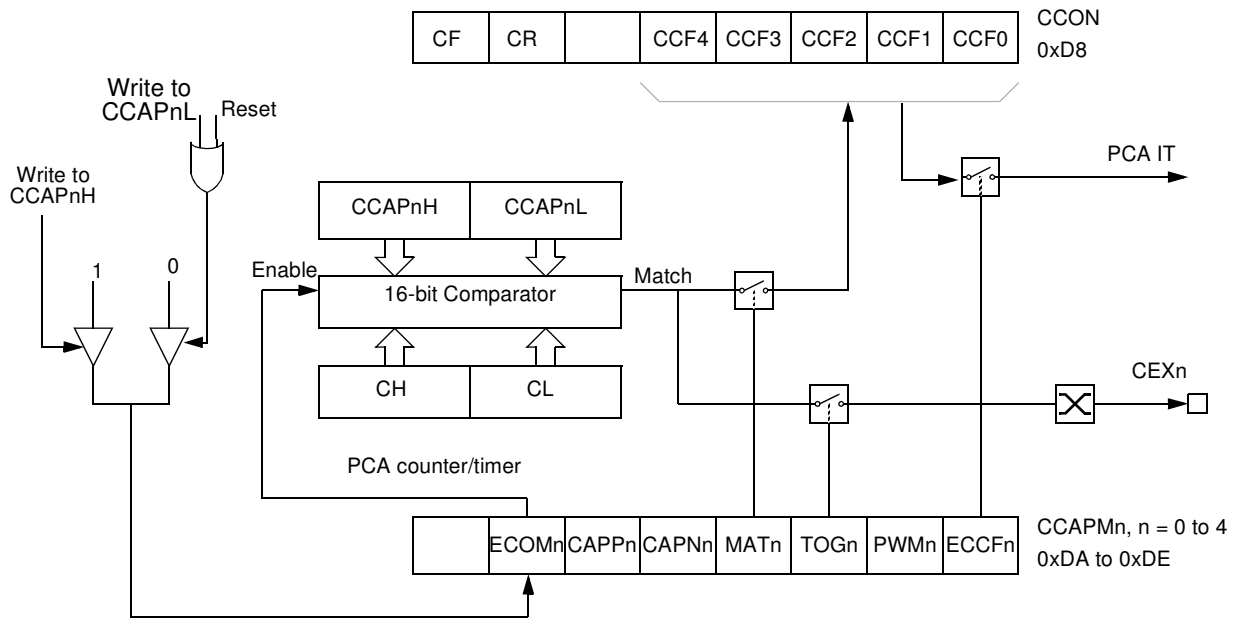 CF CR CCF4 CCF3 CCF2 CCF1 CCF0
CCON
0xD8
Write to
CCAPnL
Reset
Write to
CCAPnH
PCA IT
CCAPnH CCAPnL
1 0
Enable
16-bit Comparator
Match
CH CL
CEXn
PCA counter/timer
ECOMn CAPPn CAPNn MATn TOGn PWMn ECCFn
CCAPMn, n = 0 to 4
0xDA to 0xDE